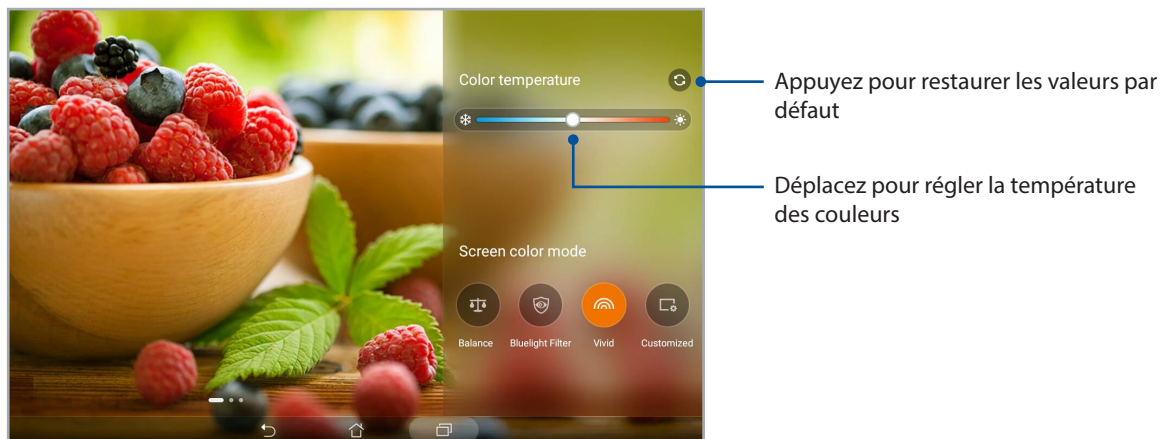 Color temperature
Appuyez pour restaurer les valeurs par
défaut
Déplacez pour régler la température
des couleurs
Screen color mode
Balance
Bluelight Filter
Vivid
Customized